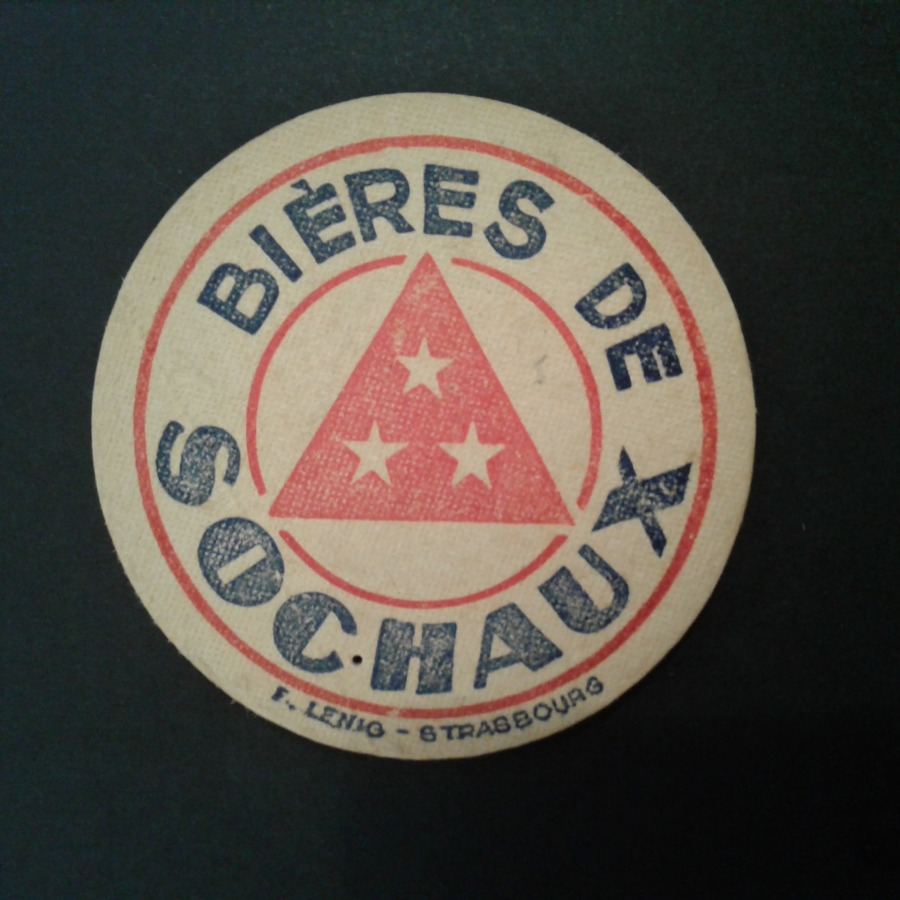 BIÈRES DE
SOCHAUX
F. LENIG - STRASBOURG